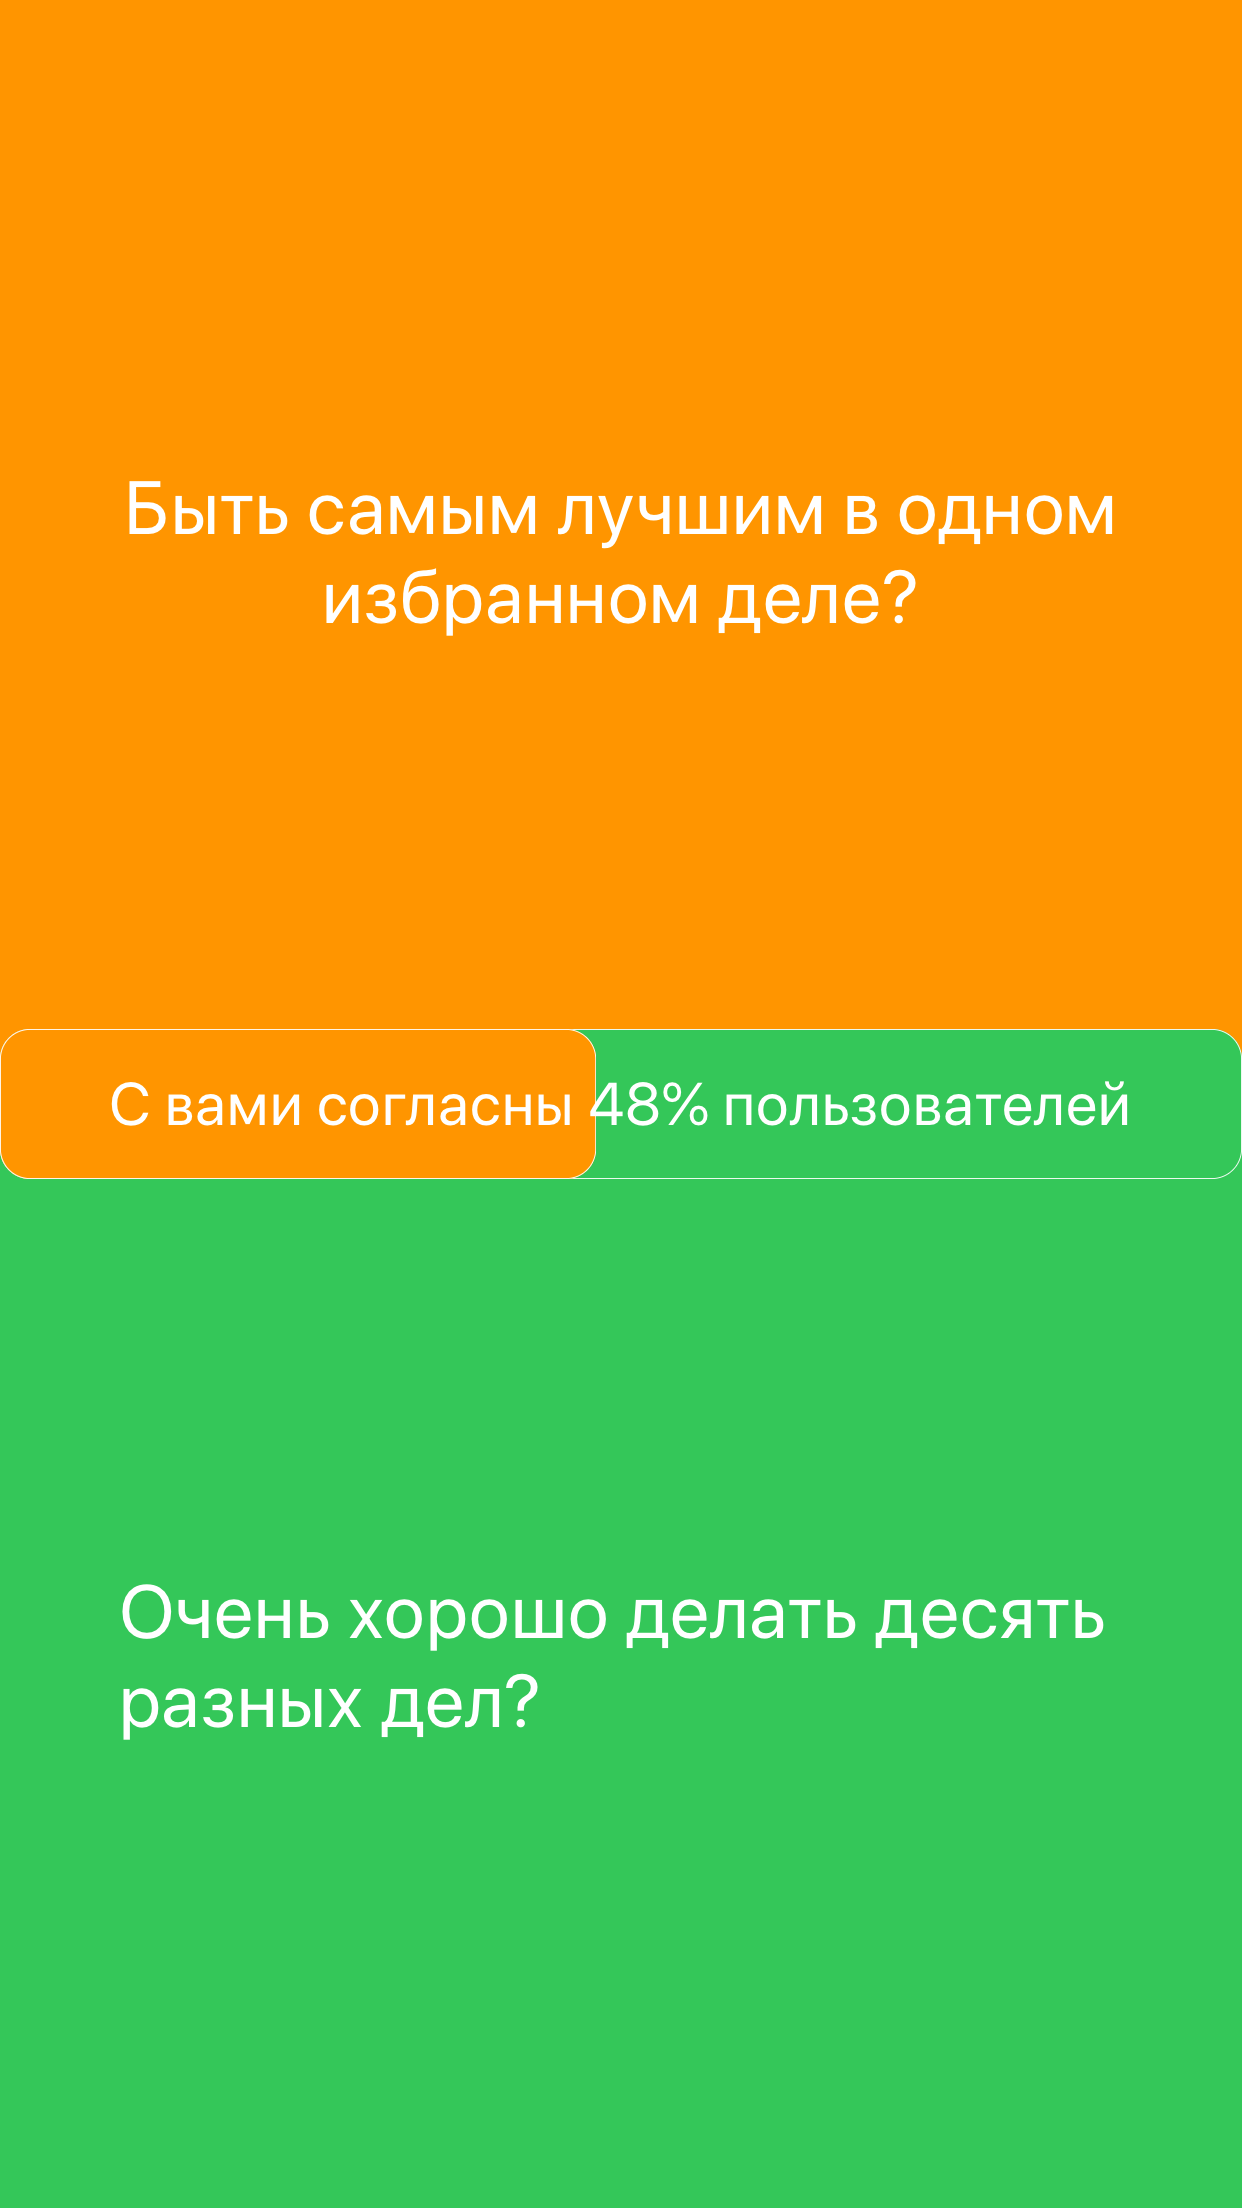 Быть самым лучшим в одном
избранном деле?
С вами согласны 48% пользователей
Очень хорошо делать десять
разных дел?